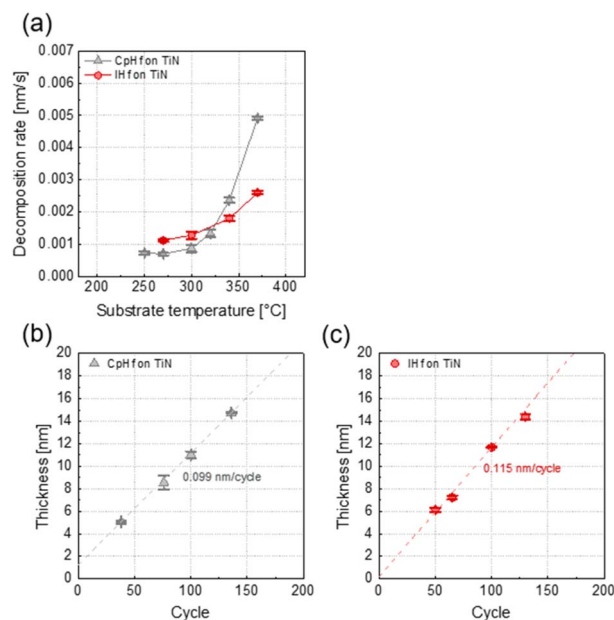 (a)
0.007
0.006
0.005
0.004
0.003
0.002
0.001
0.000
Decomposition rate [nm/s]
CpHf on TiN
IHf on TiN
200 250 300 350 400
Substrate temperature [°C]
(b)
20
18
16
14
12
10
8
6
4
2
0
Thickness [nm]
CpHf on TiN
0.099 nm/cycle
0 50 100 150 200
Cycle
(c)
20
18
16
14
12
10
8
6
4
2
0
Thickness [nm]
IHf on TiN
0.115 nm/cycle
0 50 100 150 200
Cycle